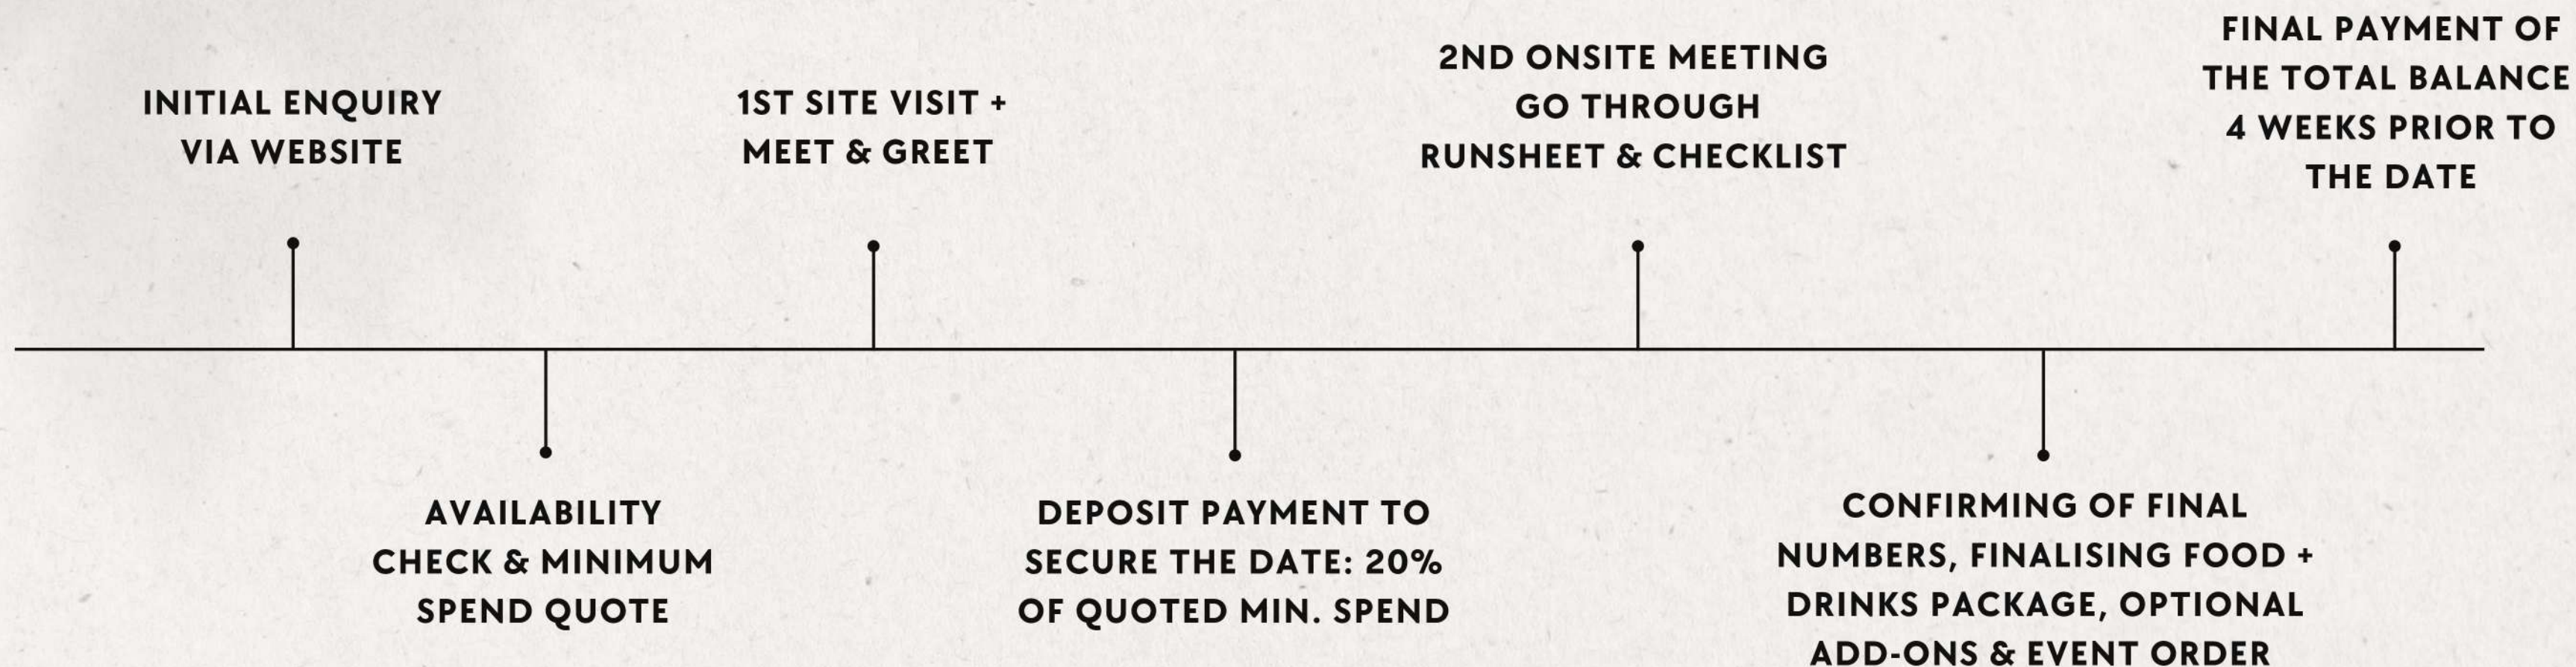 INITIAL ENQUIRY
VIA WEBSITE
AVAILABILITY
CHECK & MINIMUM
SPEND QUOTE
1ST SITE VISIT +
MEET & GREET
DEPOSIT PAYMENT TO
SECURE THE DATE: 20%
OF QUOTED MIN. SPEND
2ND ONSITE MEETING
GO THROUGH
RUNSHEET & CHECKLIST
CONFIRMING OF FINAL
NUMBERS, FINALISING FOOD +
DRINKS PACKAGE, OPTIONAL
ADD-ONS & EVENT ORDER
FINAL PAYMENT OF
THE TOTAL BALANCE
4 WEEKS PRIOR TO
THE DATE